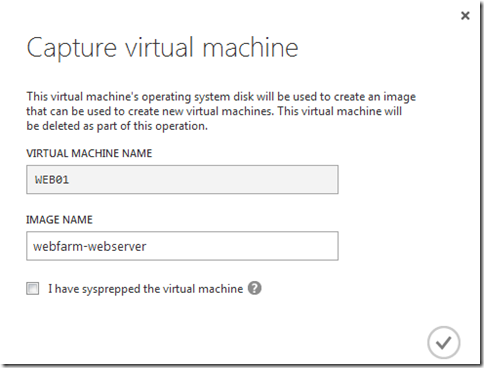 Capture virtual machine
This virtual machine's operating system disk will be used to create an image
that can be used to create new virtual machines. This virtual machine will
be deleted as part of this operation.
VIRTUAL MACHINE NAME
WEB01
IMAGE NAME
webfarm-webserver
I have sysprepped the virtual machine ?